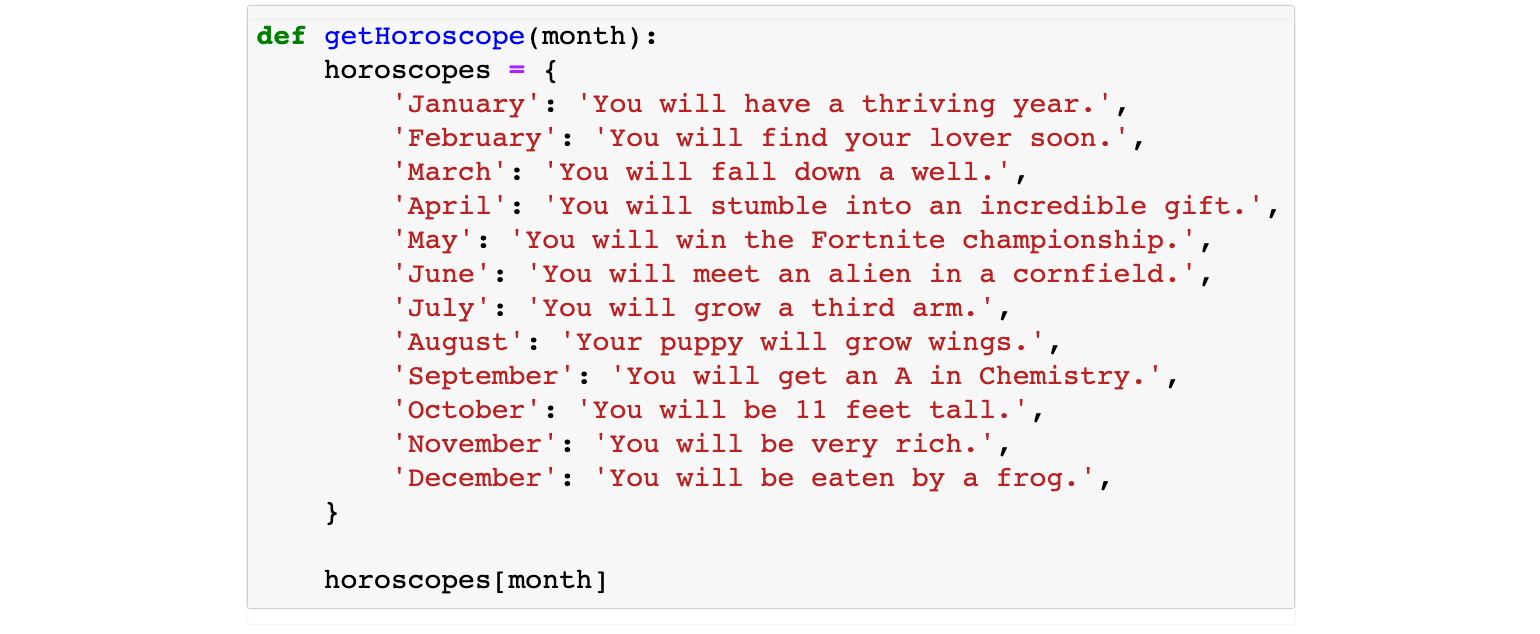 def getHoroscope(month):
    horoscopes = {
        'January': 'You will have a thriving year.',
        'February': 'You will find your lover soon.',
        'March': 'You will fall down a well.',
        'April': 'You will stumble into an incredible gift.',
        'May': 'You will win the Fortnite championship.',
        'June': 'You will meet an alien in a cornfield.',
        'July': 'You will grow a third arm.',
        'August': 'Your puppy will grow wings.',
        'September': 'You will get an A in Chemistry.',
        'October': 'You will be 11 feet tall.',
        'November': 'You will be very rich.',
        'December': 'You will be eaten by a frog.',
    }
    horoscopes[month]